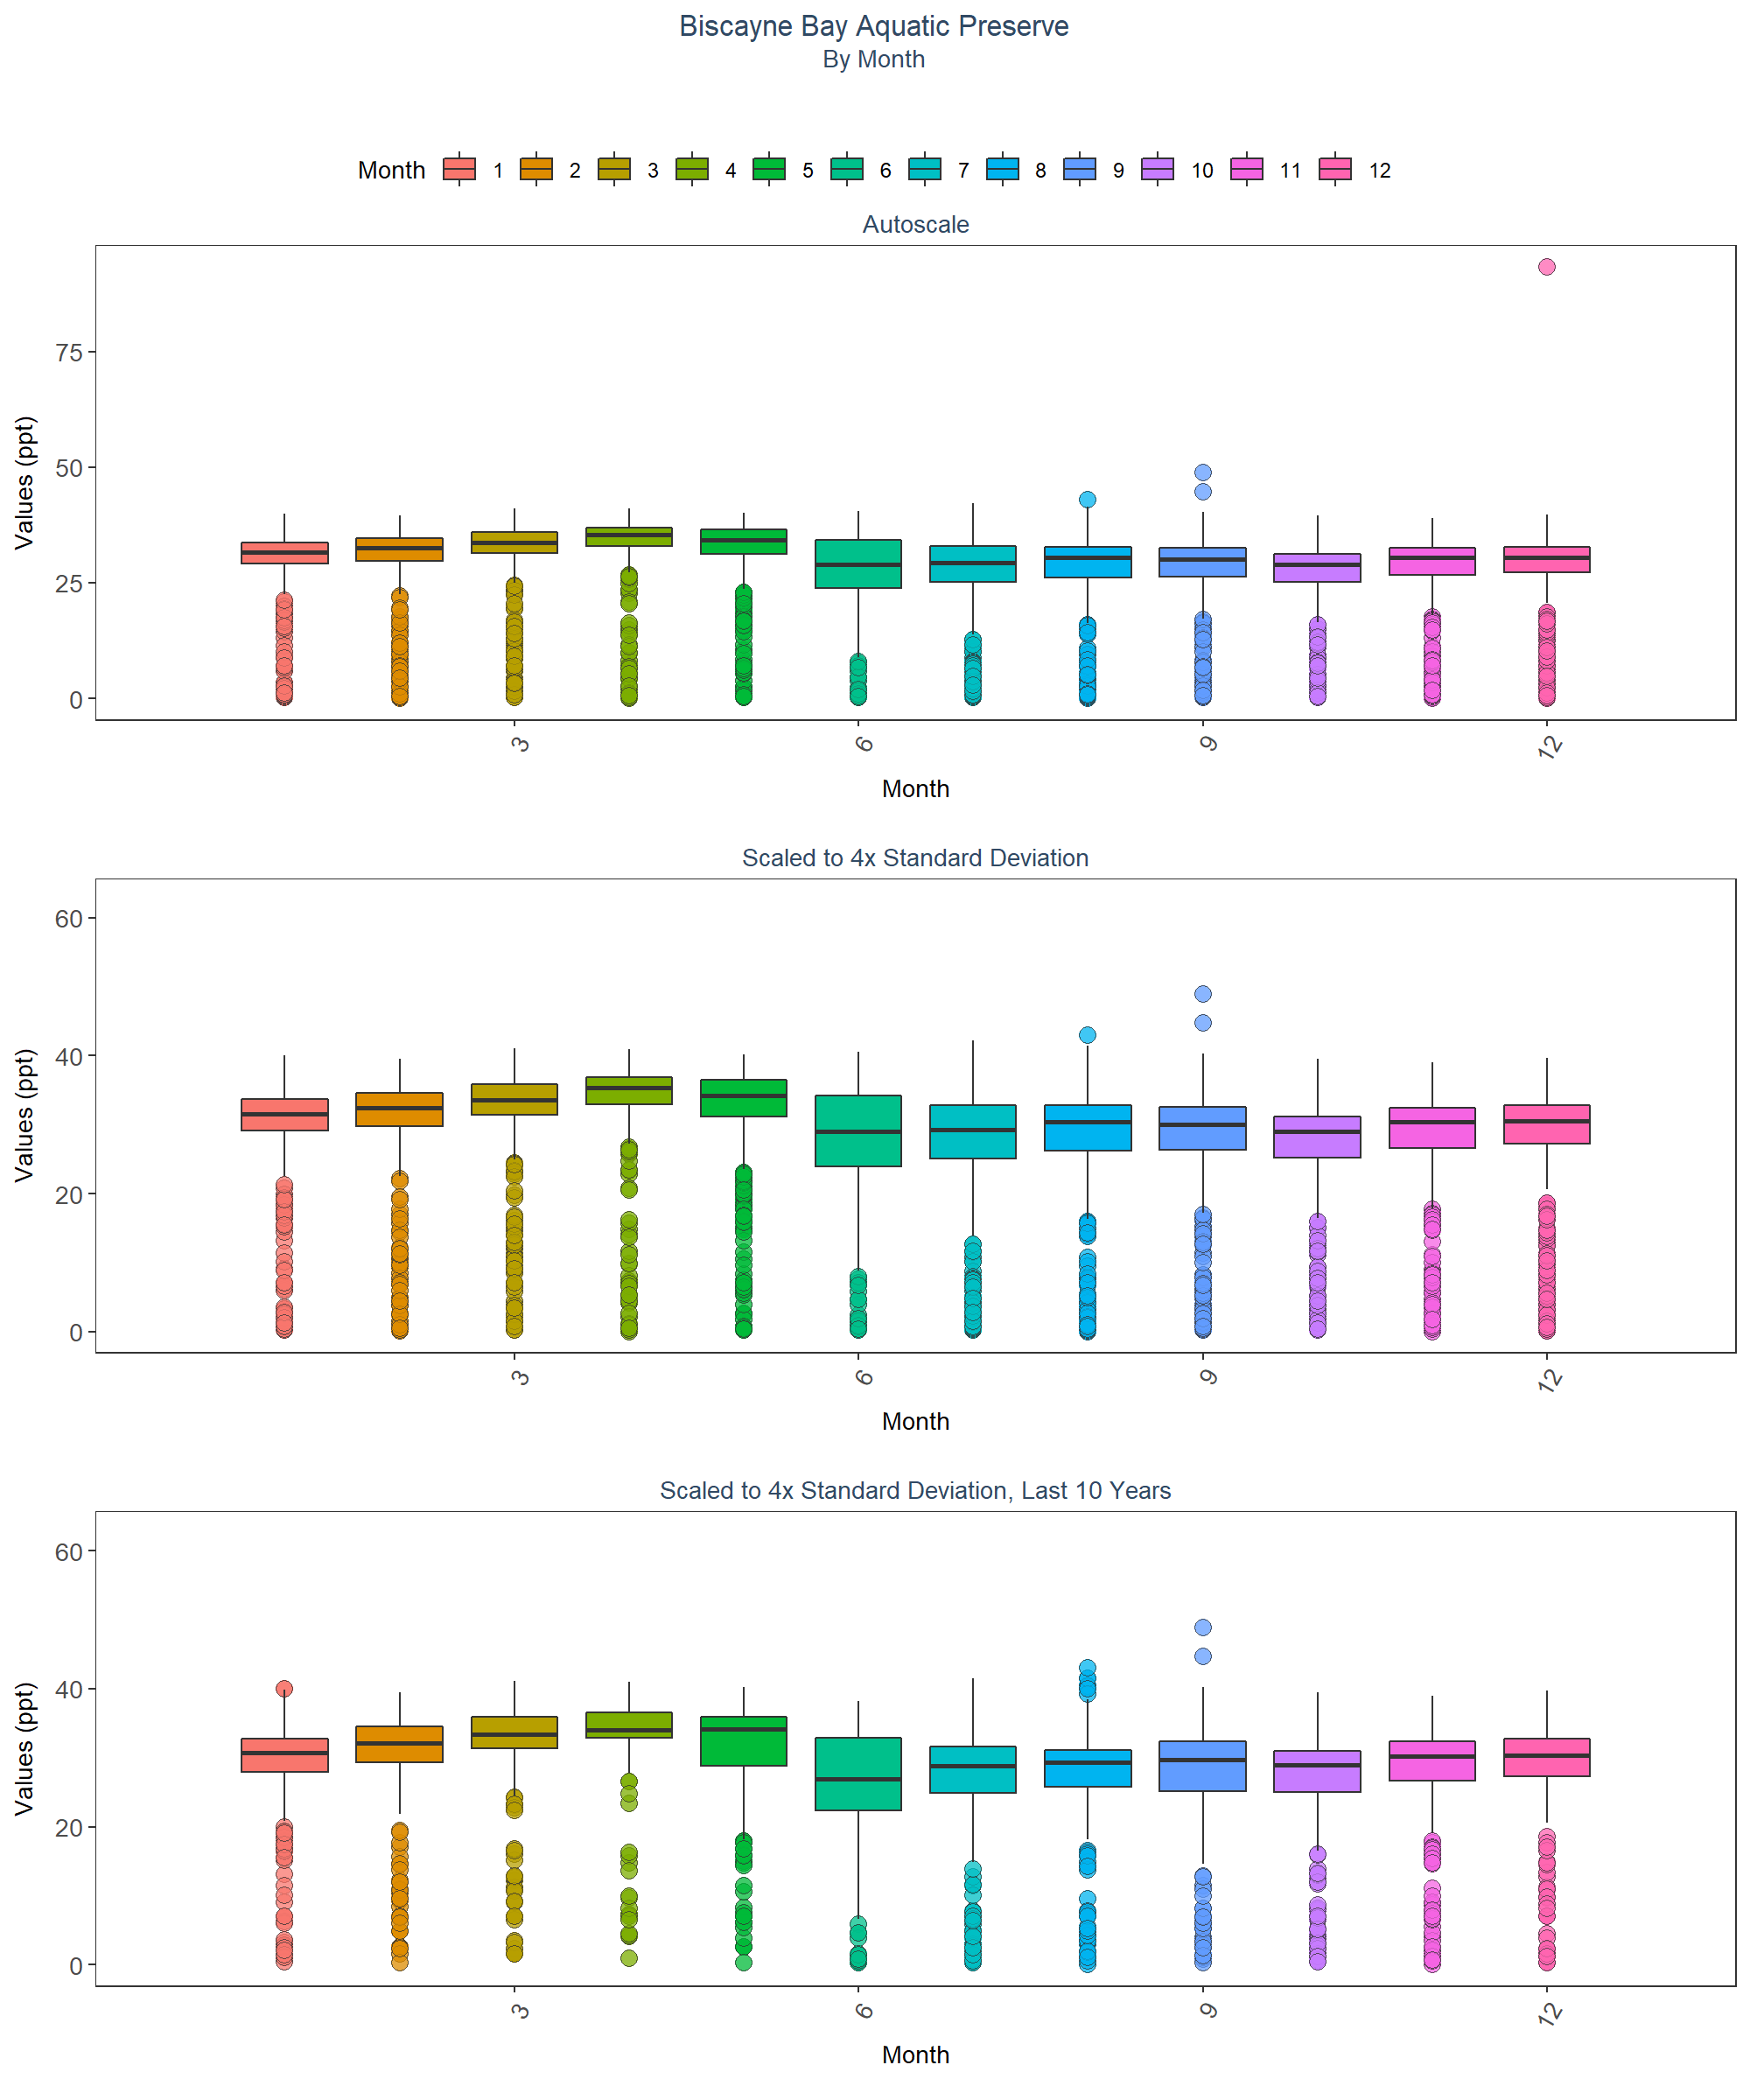 Biscayne Bay Aquatic Preserve
By Month
Month 1 2 3 4 5 6 7 8 9 10 11 12
Autoscale
Values (ppt)
75
50
25
0
3 6 9 12
Month
Scaled to 4x Standard Deviation
Values (ppt)
60
40
20
0
3 6 9 12
Month
Scaled to 4x Standard Deviation, Last 10 Years
Values (ppt)
60
40
20
0
3 6 9 12
Month